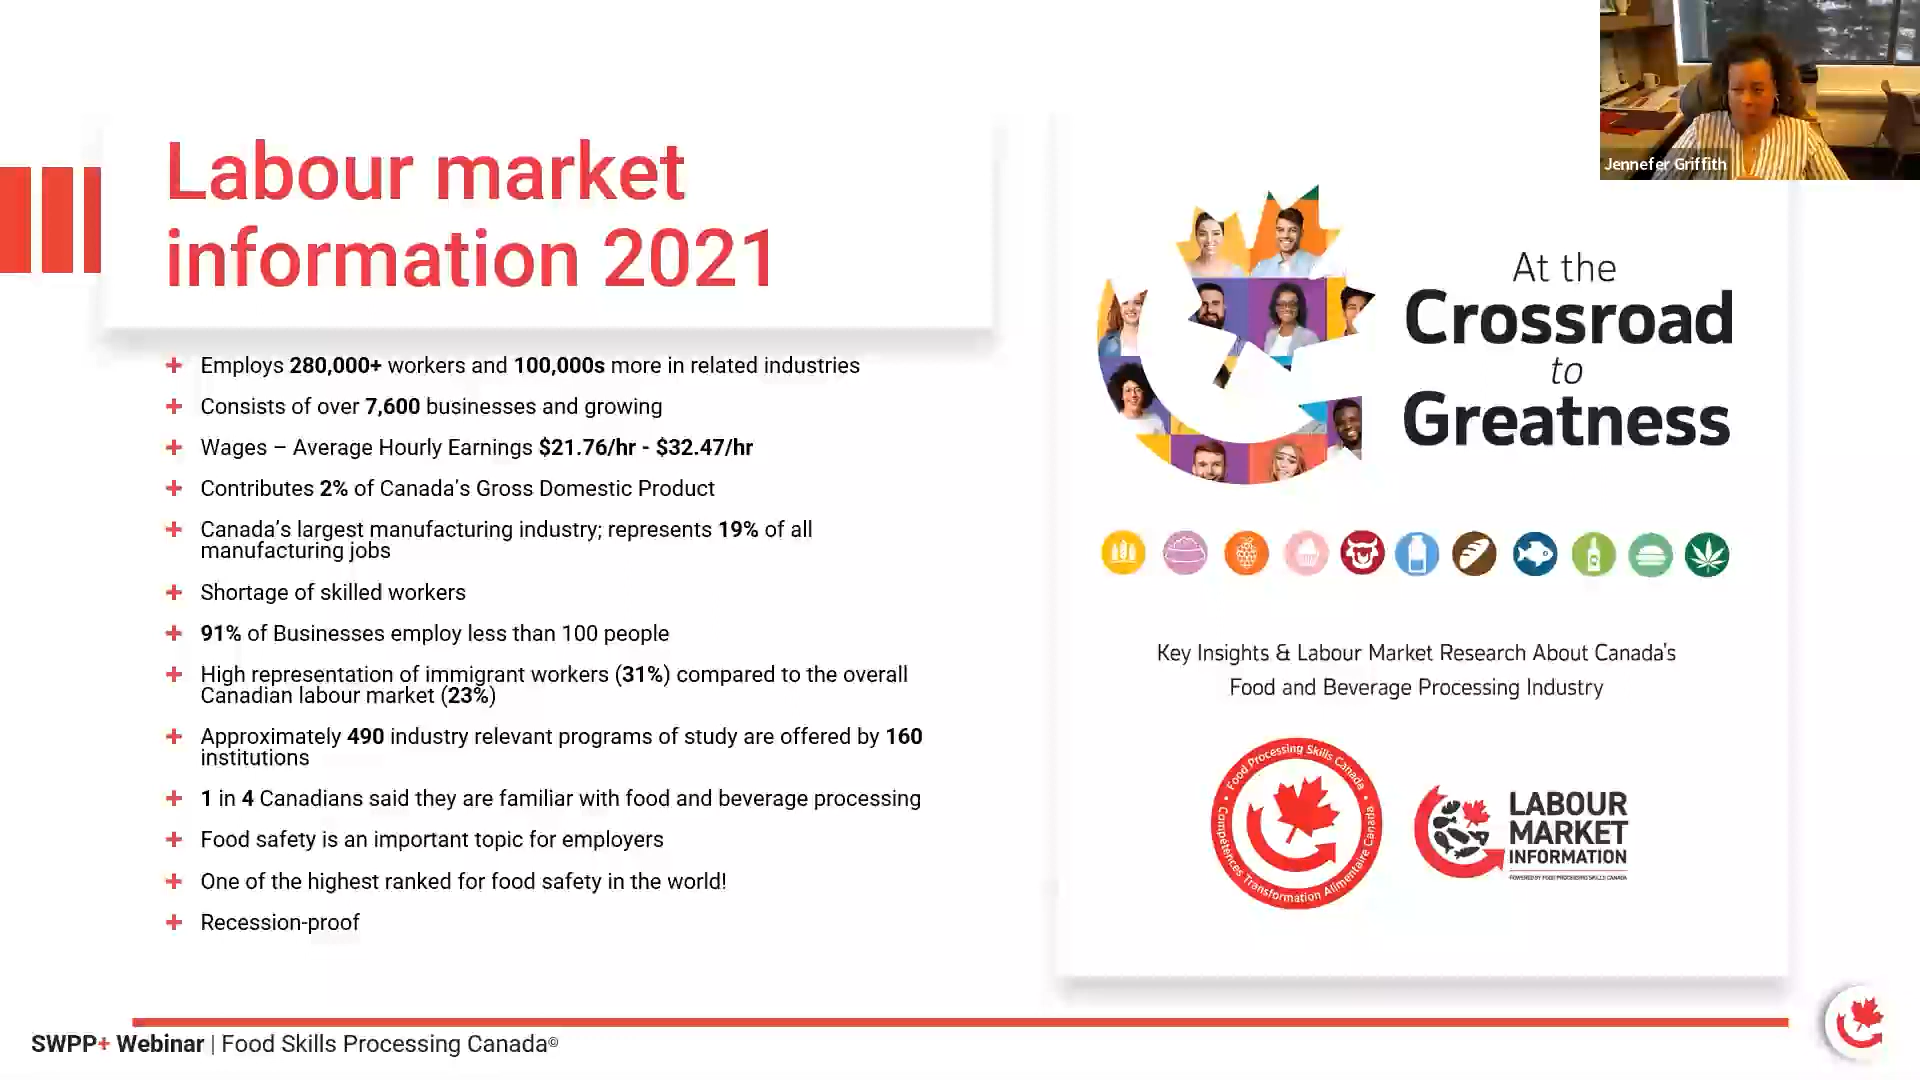 Jennefer Griffith
Labour market
information 2021
Employs 280,000+ workers and 100,000s more in related industries
Consists of over 7,600 businesses and growing
Wages – Average Hourly Earnings $21.76/hr - $32.47/hr
Contributes 2% of Canada's Gross Domestic Product
Canada's largest manufacturing industry; represents 19% of all
manufacturing jobs
Shortage of skilled workers
91% of Businesses employ less than 100 people
High representation of immigrant workers (31%) compared to the overall
Canadian labour market (23%)
Approximately 490 industry relevant programs of study are offered by 160
institutions
1 in 4 Canadians said they are familiar with food and beverage processing
Food safety is an important topic for employers
One of the highest ranked for food safety in the world!
Recession-proof
At the
Crossroad
to
Greatness
Key Insights & Labour Market Research About Canada's
Food and Beverage Processing Industry
Food Processing Skills Canada
Compétences Transformation Alimentaire Canada
LABOUR
MARKET
INFORMATION
POWERED BY FOOD PROCESSING SKILLS CANADA
SWPP+ Webinar | Food Skills Processing Canada©